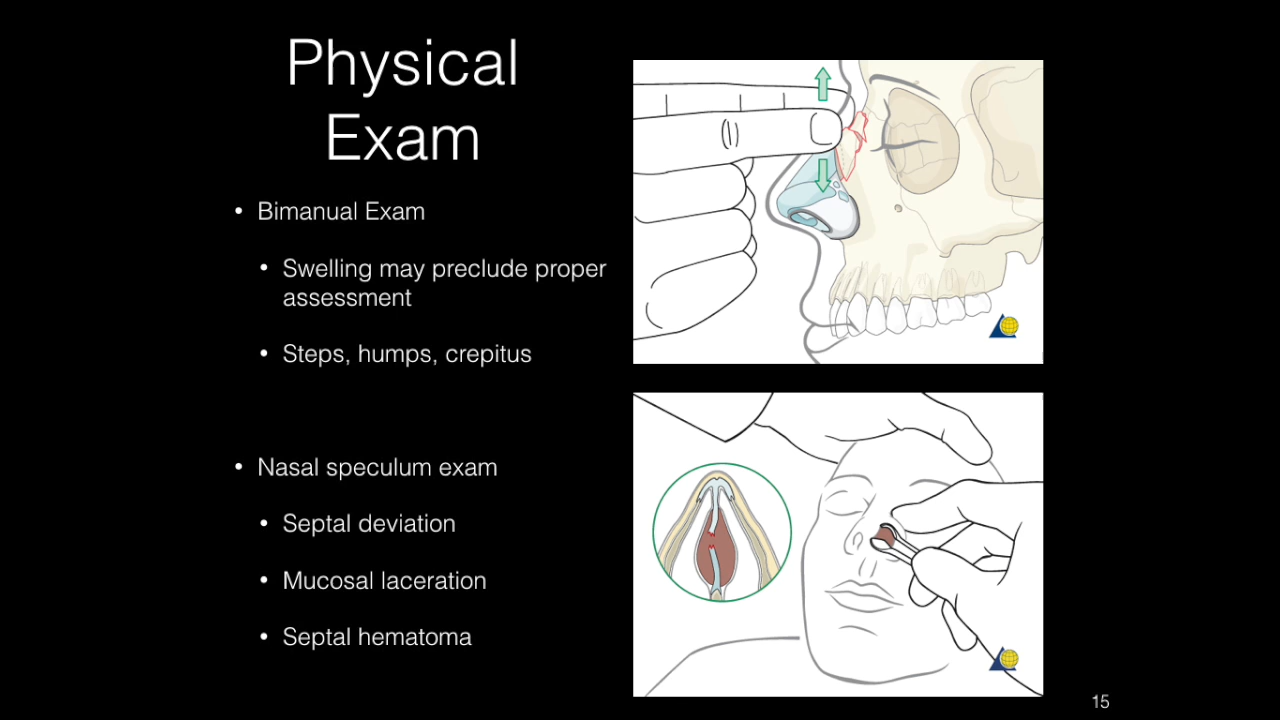 Physical
Exam
• Bimanual Exam
• Swelling may preclude proper
assessment
• Steps, humps, crepitus
• Nasal speculum exam
• Septal deviation
• Mucosal laceration
• Septal hematoma
15